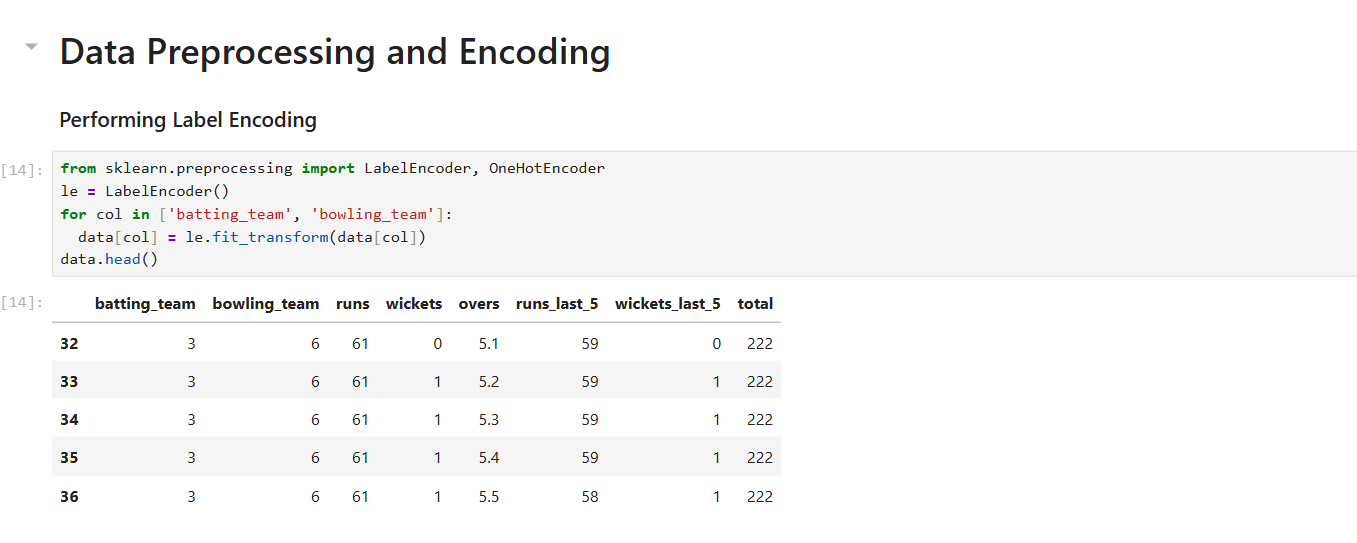 Data Preprocessing and Encoding
Performing Label Encoding
[14]: from sklearn.preprocessing import LabelEncoder, OneHotEncoder
le = LabelEncoder()
for col in ['batting_team', 'bowling_team']:
  data[col] = le.fit_transform(data[col])
data.head()
[14]: batting_team bowling_team runs wickets overs runs_last_5 wickets_last_5 total
32 3 6 61 0 5.1 59 0 222
33 3 6 61 1 5.2 59 1 222
34 3 6 61 1 5.3 59 1 222
35 3 6 61 1 5.4 59 1 222
36 3 6 61 1 5.5 58 1 222